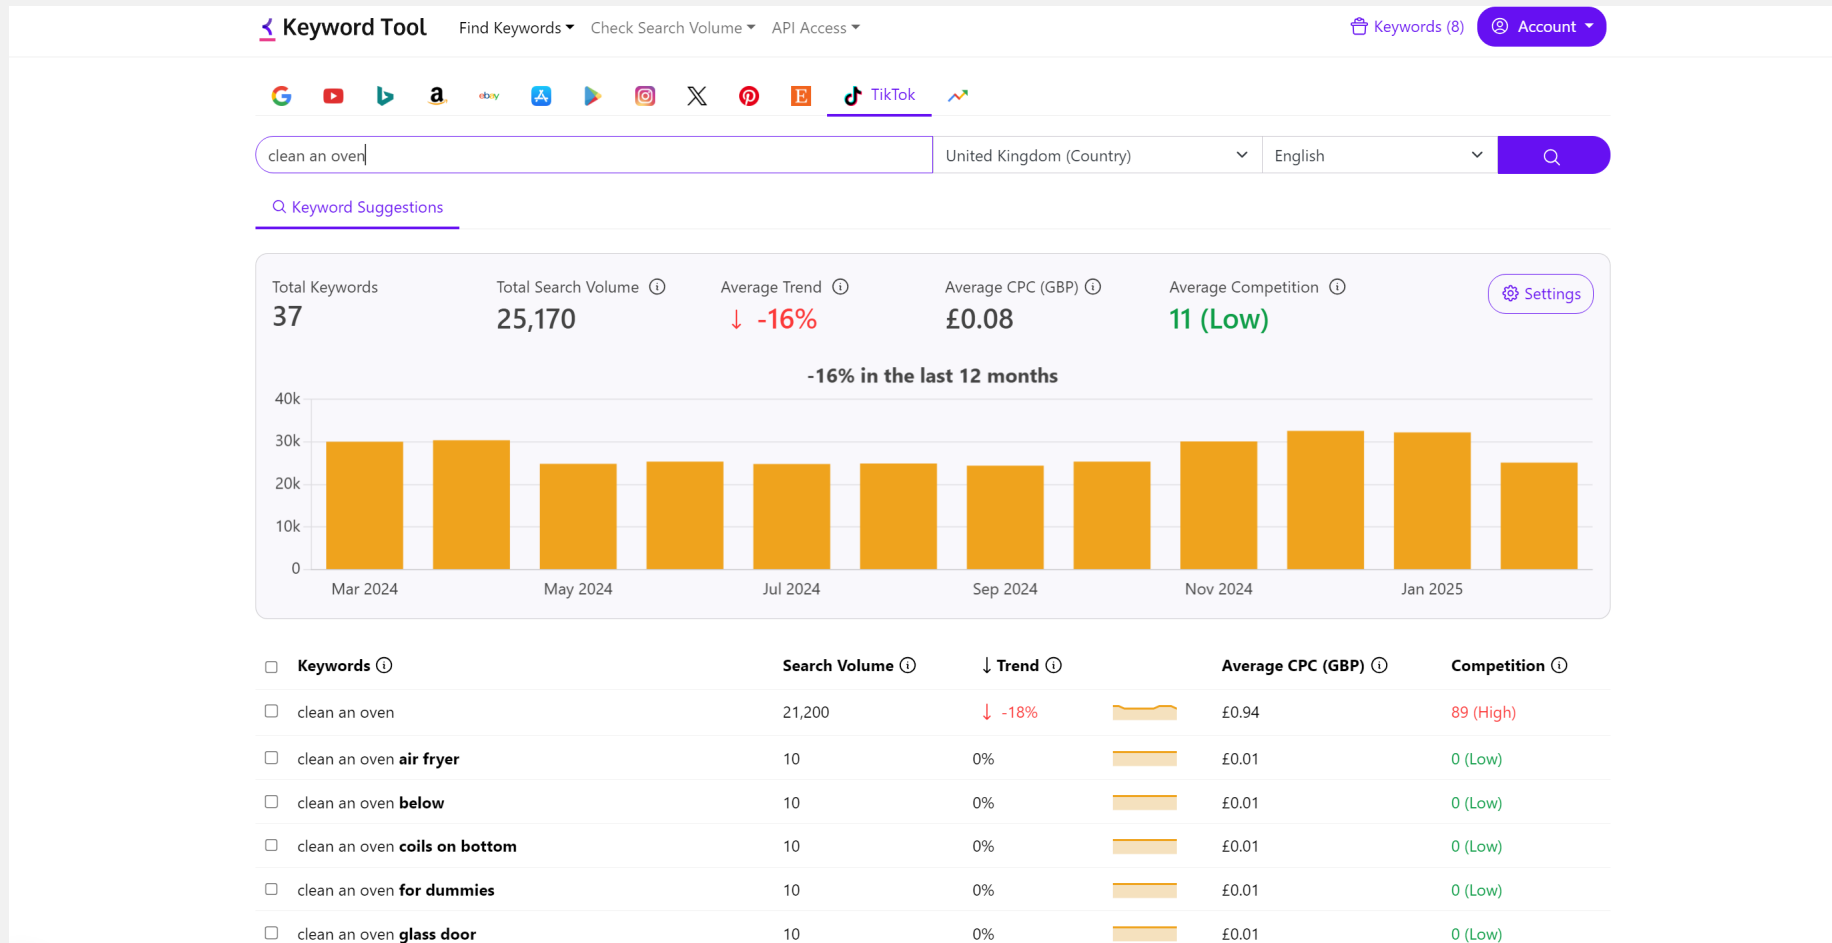 Keyword Tool Find Keywords Check Search Volume API Access Keywords (8) Account
TikTok
clean an oven United Kingdom (Country) English
Keyword Suggestions
Total Keywords Total Search Volume Average Trend Average CPC (GBP) Average Competition Settings
37 25,170 ↓ -16% £0.08 11 (Low)
-16% in the last 12 months
40k
30k
20k
10k
0
Mar 2024 May 2024 Jul 2024 Sep 2024 Nov 2024 Jan 2025
Keywords Search Volume ↓ Trend Average CPC (GBP) Competition
clean an oven 21,200 ↓ -18% £0.94 89 (High)
clean an oven air fryer 10 0% £0.01 0 (Low)
clean an oven below 10 0% £0.01 0 (Low)
clean an oven coils on bottom 10 0% £0.01 0 (Low)
clean an oven for dummies 10 0% £0.01 0 (Low)
clean an oven glass door 10 0% £0.01 0 (Low)